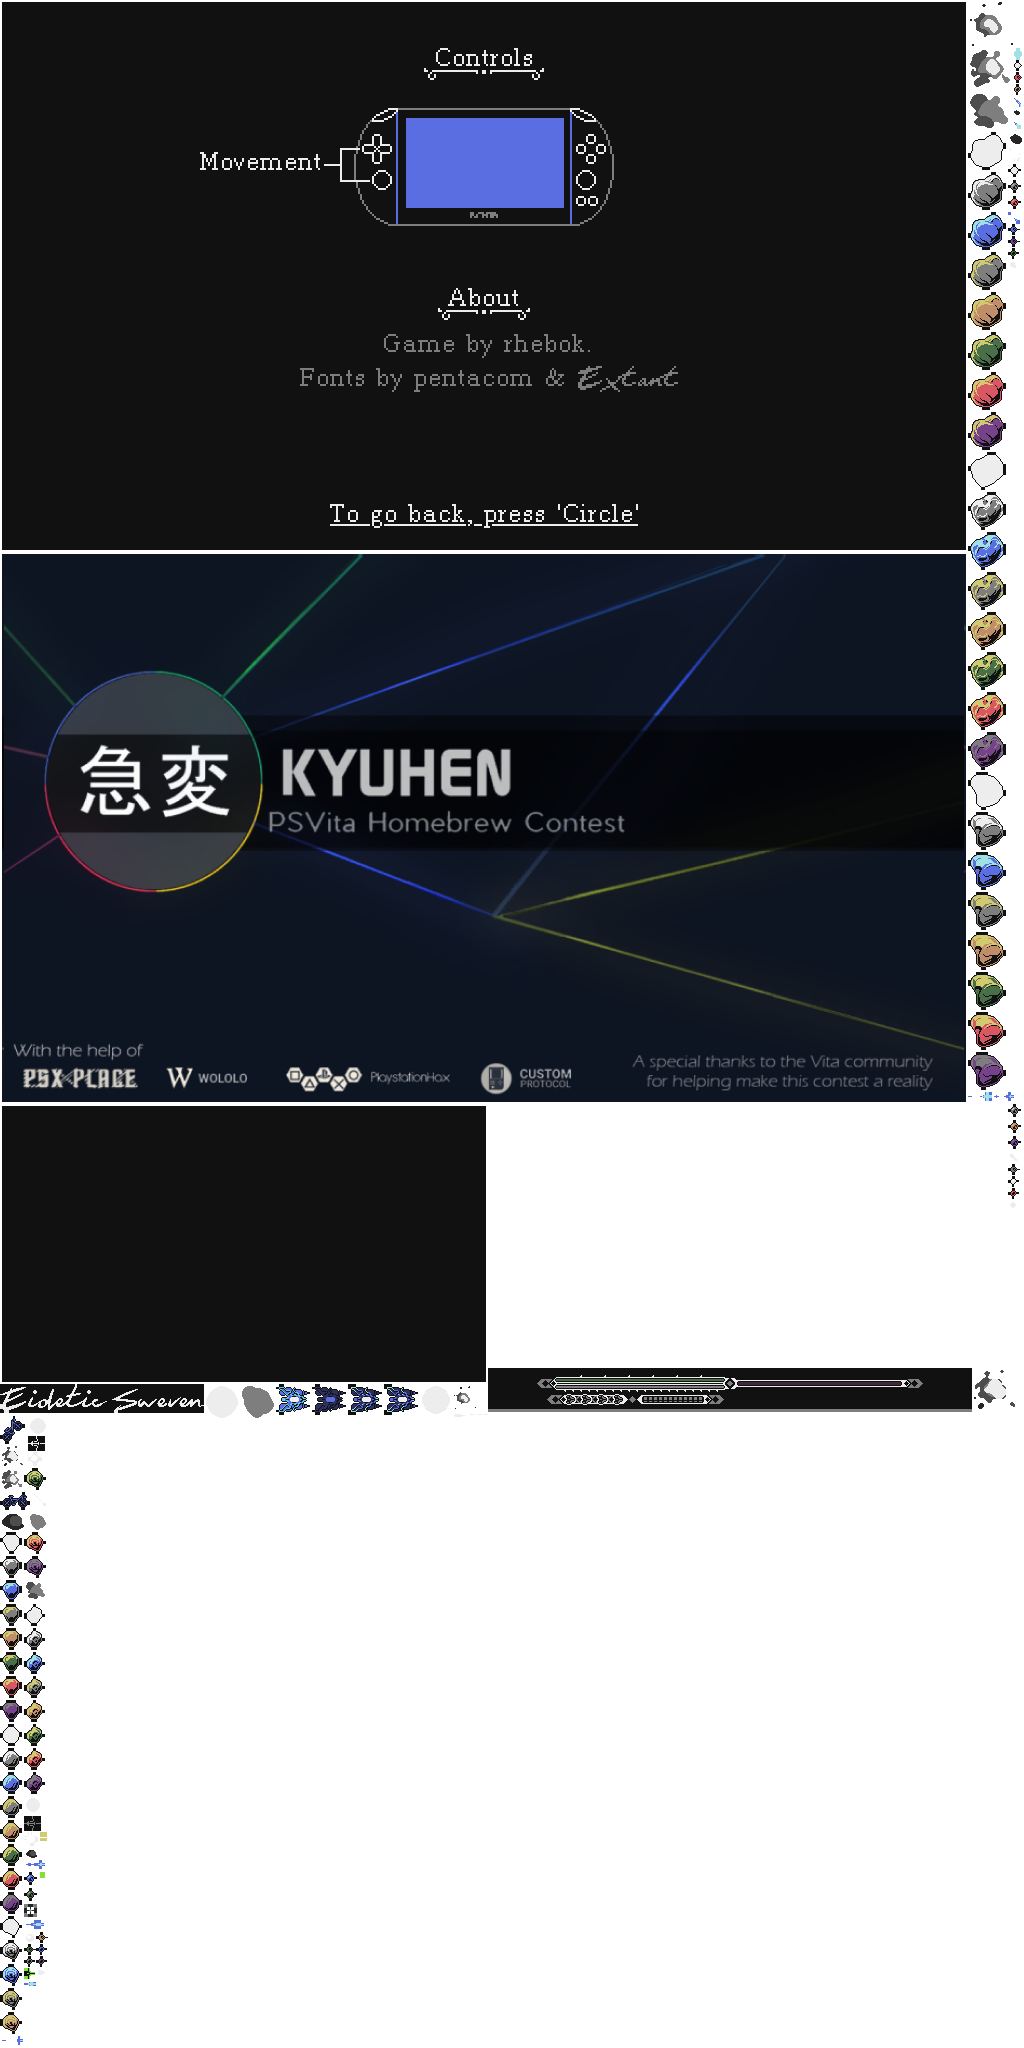 Controls
Movement
About
Game by rhebok.
Fonts by pentacom & Extant
To go back, press 'Circle'
急変
KYUHEN
PSVita Homebrew Contest
With the help of
PSX-PLACE
W WOLOLO
PlaystationHax
CUSTOM
PROTOCOL
A special thanks to the Vita community
for helping make this contest a reality
Eidetic Sweven